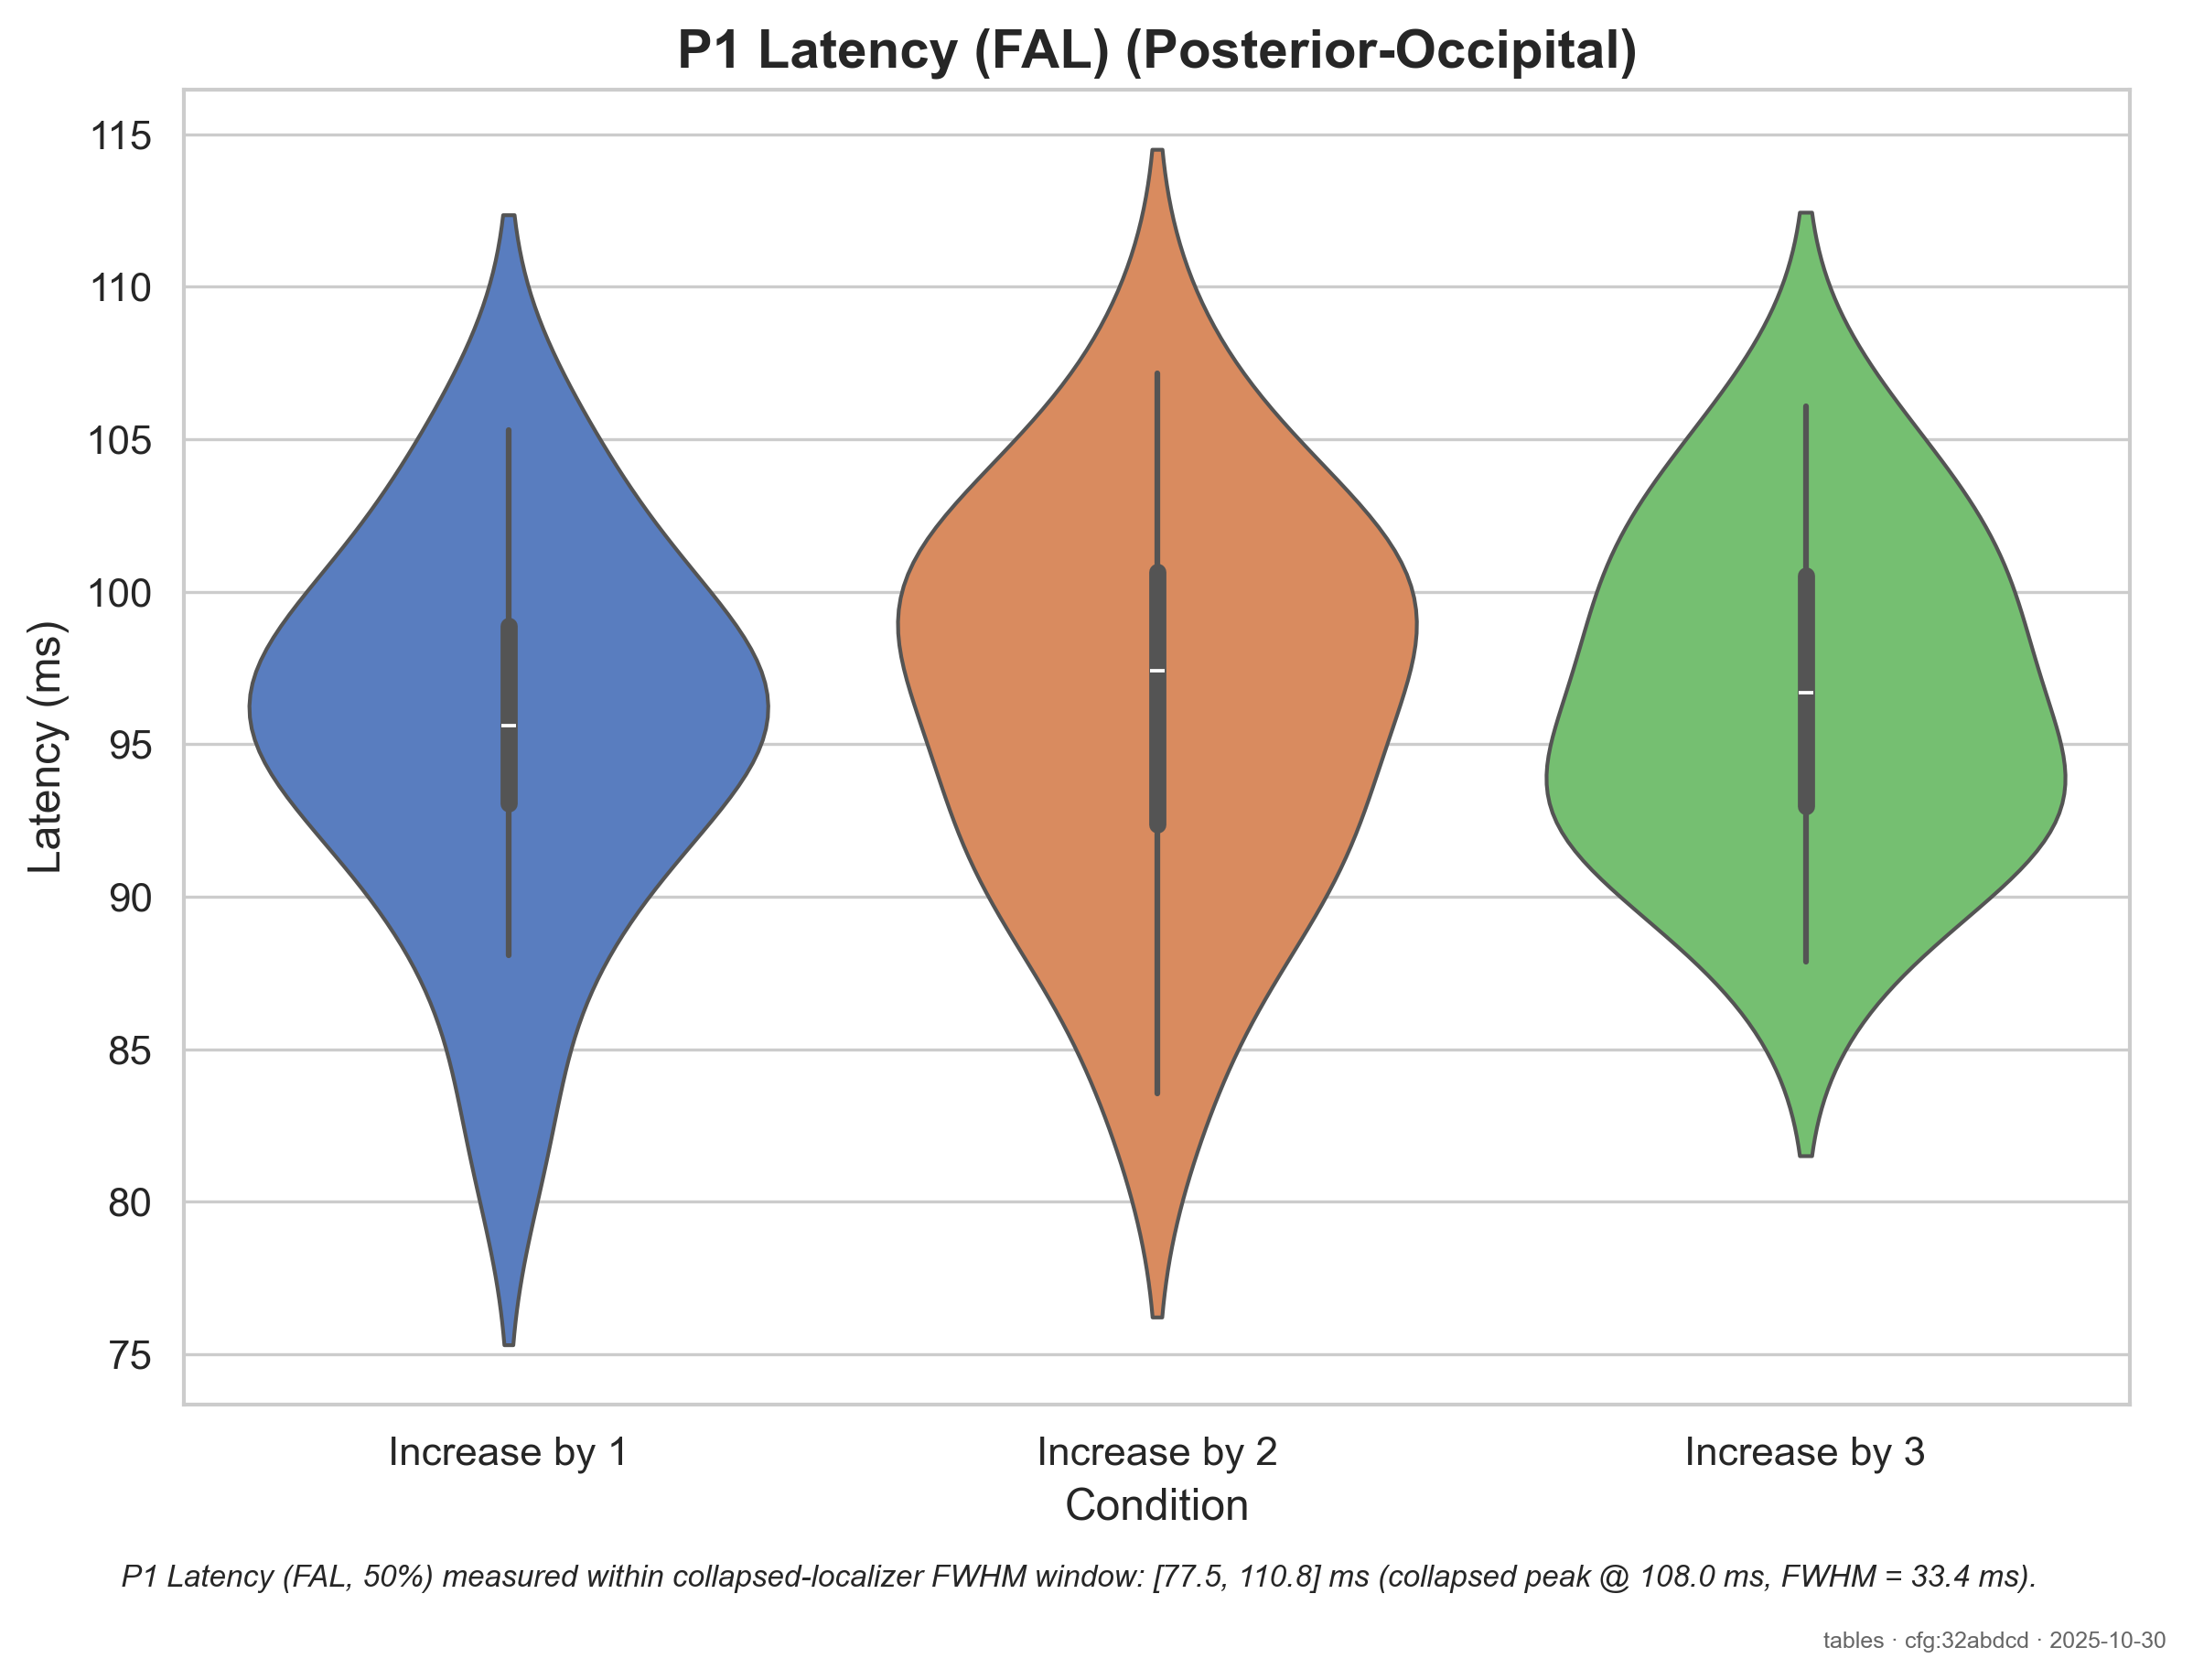 P1 Latency (FAL) (Posterior-Occipital)
115
110
105
100
95
90
85
80
75
Latency (ms)
Increase by 1
Increase by 2
Increase by 3
Condition
P1 Latency (FAL, 50%) measured within collapsed-localizer FWHM window: [77.5, 110.8] ms (collapsed peak @ 108.0 ms, FWHM = 33.4 ms).
tables · cfg:32abdcd · 2025-10-30